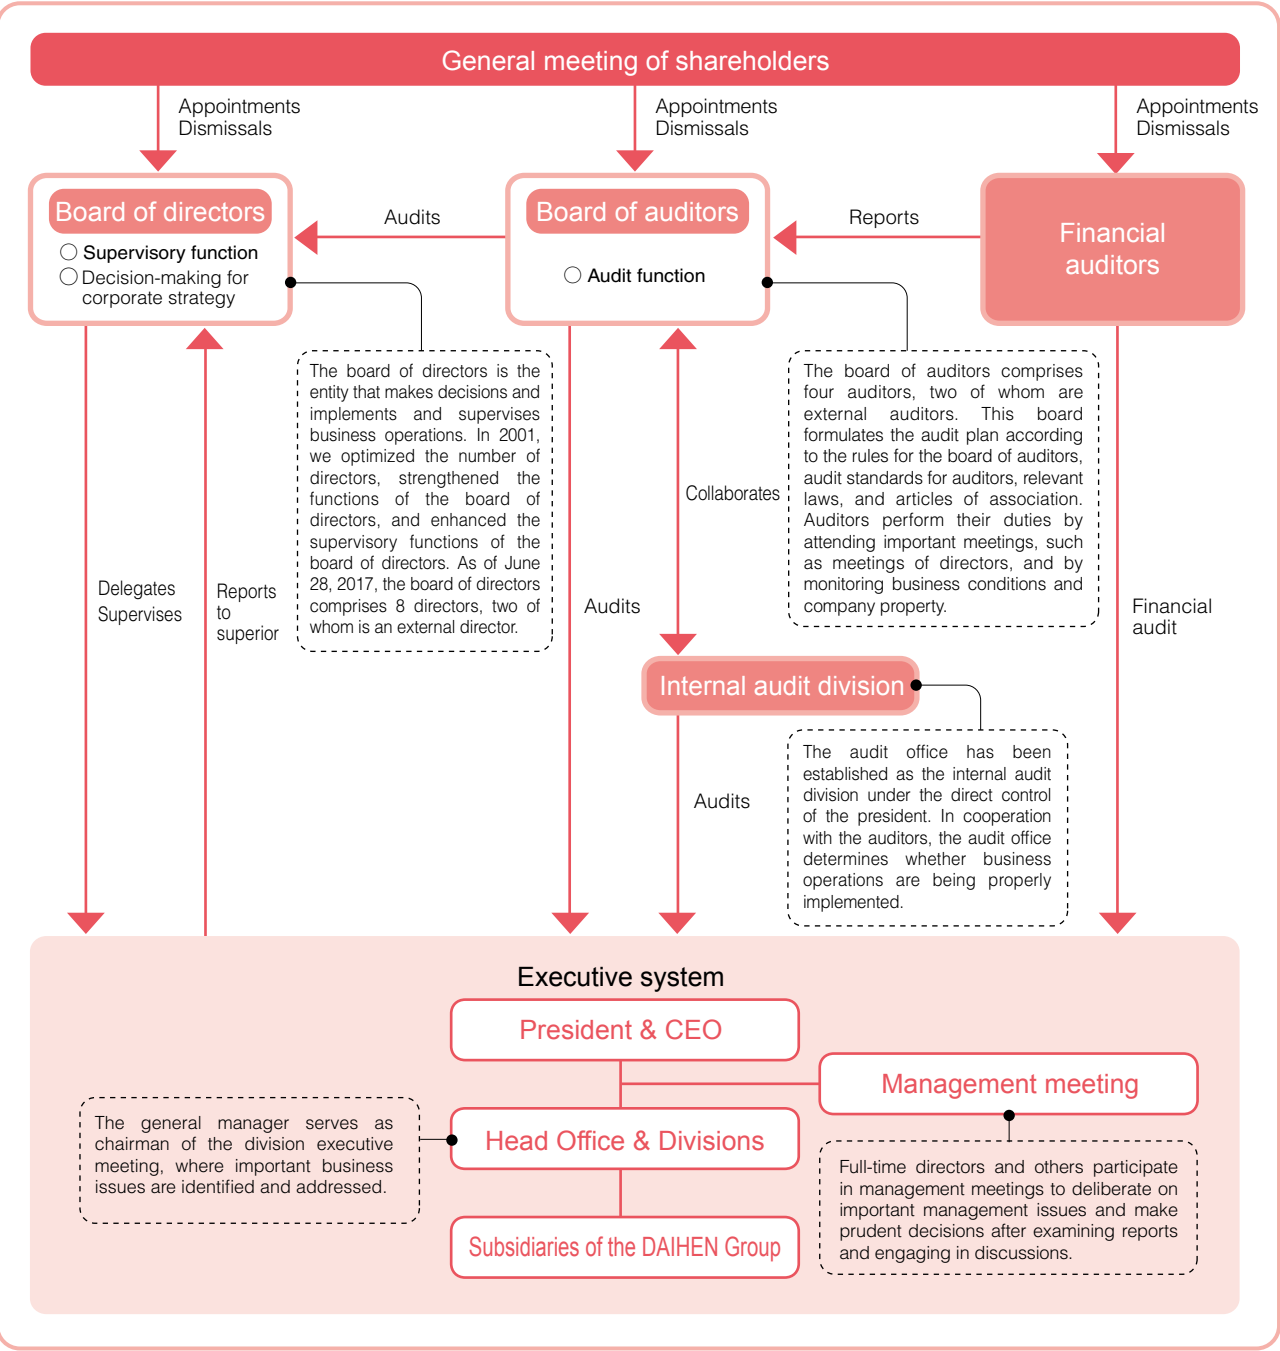 General meeting of shareholders
Appointments
Dismissals
Appointments
Dismissals
Appointments
Dismissals
Board of directors
○ Supervisory function
○ Decision-making for
corporate strategy
Audits
Board of auditors
○ Audit function
Reports
Financial
auditors
The board of directors is the
entity that makes decisions and
implements and supervises
business operations. In 2001,
we optimized the number of
directors, strengthened the
functions of the board of
directors, and enhanced the
supervisory functions of the
board of directors. As of June
28, 2017, the board of directors
comprises 8 directors, two of
whom is an external director.
The board of auditors comprises
four auditors, two of whom are
external auditors. This board
formulates the audit plan according
to the rules for the board of auditors,
audit standards for auditors, relevant
laws, and articles of association.
Auditors perform their duties by
attending important meetings, such
as meetings of directors, and by
monitoring business conditions and
company property.
Collaborates
Delegates
Supervises
Reports
to
superior
Audits
Financial
audit
Internal audit division
The audit office has been
established as the internal audit
division under the direct control
of the president. In cooperation
with the auditors, the audit office
determines whether business
operations are being properly
implemented.
Audits
Executive system
President & CEO
Management meeting
Head Office & Divisions
The general manager serves as
chairman of the division executive
meeting, where important business
issues are identified and addressed.
Full-time directors and others participate
in management meetings to deliberate on
important management issues and make
prudent decisions after examining reports
and engaging in discussions.
Subsidiaries of the DAIHEN Group